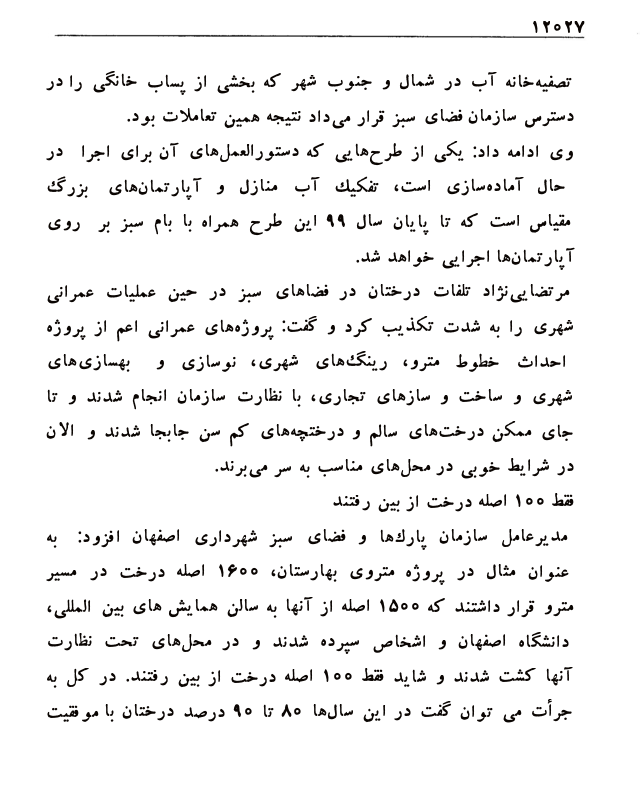 ۱۲۰۲۷
تصفیه‌خانه آب در شمال و جنوب شهر که بخشی از پساب خانگی را در
دسترس سازمان فضای سبز قرار می‌داد نتیجه همین تعاملات بود.
وی ادامه داد: یکی از طرح‌هایی که دستورالعمل‌های آن برای اجرا در
حال آماده‌سازی است، تفکیك آب منازل و آپارتمان‌های بزرگ
مقیاس است که تا پایان سال ۹۹ این طرح همراه با بام سبز بر روی
آپارتمان‌ها اجرایی خواهد شد.
مرتضایی‌نژاد تلفات درختان در فضاهای سبز در حین عملیات عمرانی
شهری را به شدت تکذیب کرد و گفت: پروژه‌های عمرانی اعم از پروژه
احداث خطوط مترو، رینگ‌های شهری، نوسازی و بهسازی‌های
شهری و ساخت و سازهای تجاری، با نظارت سازمان انجام شدند و تا
جای ممکن درخت‌های سالم و درختچه‌های کم سن جابجا شدند و الان
در شرایط خوبی در محل‌های مناسب به سر می‌برند.
فقط ۱۰۰ اصله درخت از بین رفتند
مدیرعامل سازمان پارك‌ها و فضای سبز شهرداری اصفهان افزود: به
عنوان مثال در پروژه متروی بهارستان، ۱۶۰۰ اصله درخت در مسیر
مترو قرار داشتند که ۱۵۰۰ اصله از آنها به سالن همایش های بین المللی،
دانشگاه اصفهان و اشخاص سپرده شدند و در محل‌های تحت نظارت
آنها کشت شدند و شاید فقط ۱۰۰ اصله درخت از بین رفتند. در کل به
جرأت می توان گفت در این سال‌ها ۸۰ تا ۹۰ درصد درختان با موفقیت